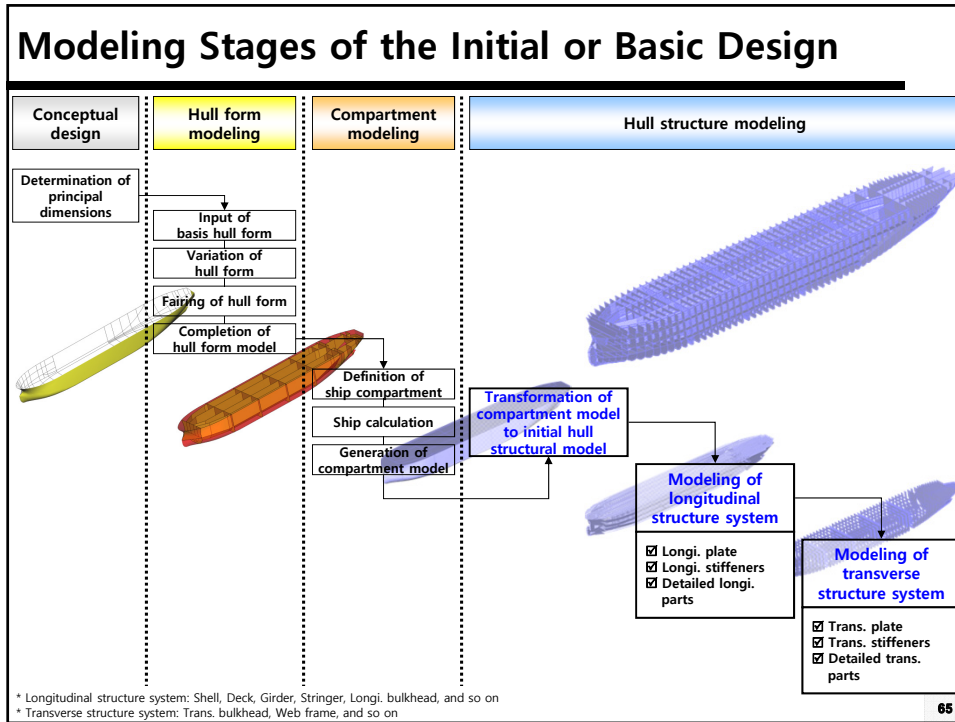 Modeling Stages of the Initial or Basic Design
Conceptual
design
Hull form
modeling
Compartment
modeling
Hull structure modeling
Determination of
principal
dimensions
Input of
basis hull form
Variation of
hull form
Fairing of hull form
Completion of
hull form model
Definition of
ship compartment
Ship calculation
Generation of
compartment model
Transformation of
compartment model
to initial hull
structural model
Modeling of
longitudinal
structure system
☑ Longi. plate
☑ Longi. stiffeners
☑ Detailed longi.
parts
Modeling of
transverse
structure system
☑ Trans. plate
☑ Trans. stiffeners
☑ Detailed trans.
parts
* Longitudinal structure system: Shell, Deck, Girder, Stringer, Longi. bulkhead, and so on
* Transverse structure system: Trans. bulkhead, Web frame, and so on
65